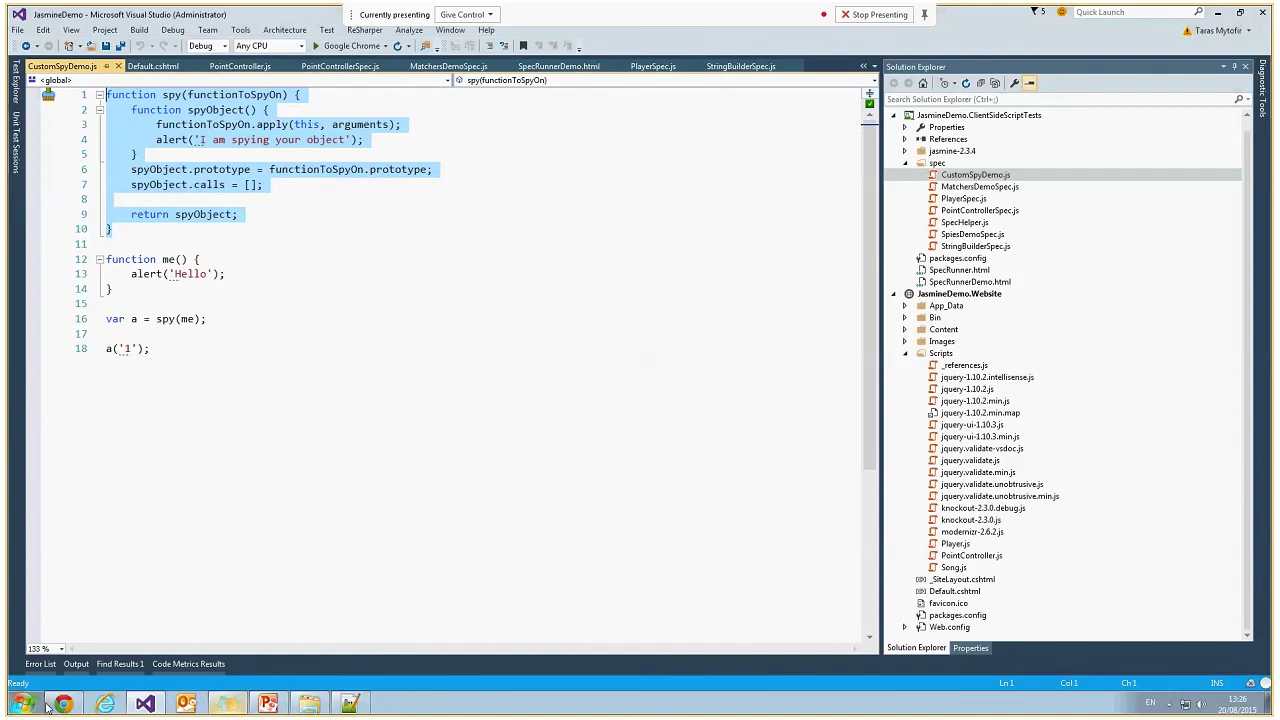 JasmineDemo - Microsoft Visual Studio (Administrator)
Currently presenting
Give Control
Stop Presenting
5
Quick Launch (Ctrl+Q)
File Edit View Project Build Debug Team Tools Architecture Test ReSharper Analyze Window Help
Taras Mytofir
Debug Any CPU Google Chrome
CustomSpyDemo.js Default.cshtml PointController.js PointControllerSpec.js MatchersDemoSpec.js SpecRunnerDemo.html PlayerSpec.js StringBuilderSpec.js
<global> spy(functionToSpyOn)
1 function spy(functionToSpyOn) {
2 function spyObject() {
3 functionToSpyOn.apply(this, arguments);
4 alert('I am spying your object');
5 }
6 spyObject.prototype = functionToSpyOn.prototype;
7 spyObject.calls = [];
8
9 return spyObject;
10 }
11
12 function me() {
13 alert('Hello');
14 }
15
16 var a = spy(me);
17
18 a('1');
133 %
Test Explorer
Unit Test Sessions
Solution Explorer
Search Solution Explorer (Ctrl+;)
JasmineDemo.ClientSideScriptTests
Properties
References
jasmine-2.3.4
spec
CustomSpyDemo.js
MatchersDemoSpec.js
PlayerSpec.js
PointControllerSpec.js
SpecHelper.js
SpiesDemoSpec.js
StringBuilderSpec.js
packages.config
SpecRunner.html
SpecRunnerDemo.html
JasmineDemo.Website
App_Data
Bin
Content
Images
Scripts
_references.js
jquery-1.10.2.intellisense.js
jquery-1.10.2.js
jquery-1.10.2.min.js
jquery-1.10.2.min.map
jquery-ui-1.10.3.js
jquery-ui-1.10.3.min.js
jquery.validate-vsdoc.js
jquery.validate.js
jquery.validate.min.js
jquery.validate.unobtrusive.js
jquery.validate.unobtrusive.min.js
knockout-2.3.0.debug.js
knockout-2.3.0.js
modernizr-2.6.2.js
Player.js
PointController.js
Song.js
_SiteLayout.cshtml
Default.cshtml
favicon.ico
packages.config
Web.config
Solution Explorer Properties
Diagnostic Tools
Error List Output Find Results 1 Code Metrics Results
Ready Ln 1 Col 1 Ch 1 INS
EN
13:26
20/08/2015